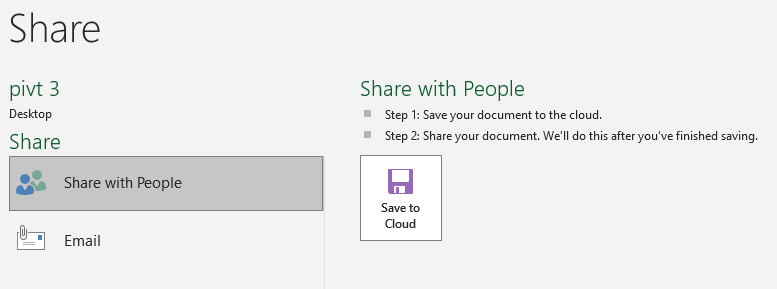 Share
pivt 3
Desktop
Share
Share with People
Email
Share with People
Step 1: Save your document to the cloud.
Step 2: Share your document. We'll do this after you've finished saving.
Save to
Cloud